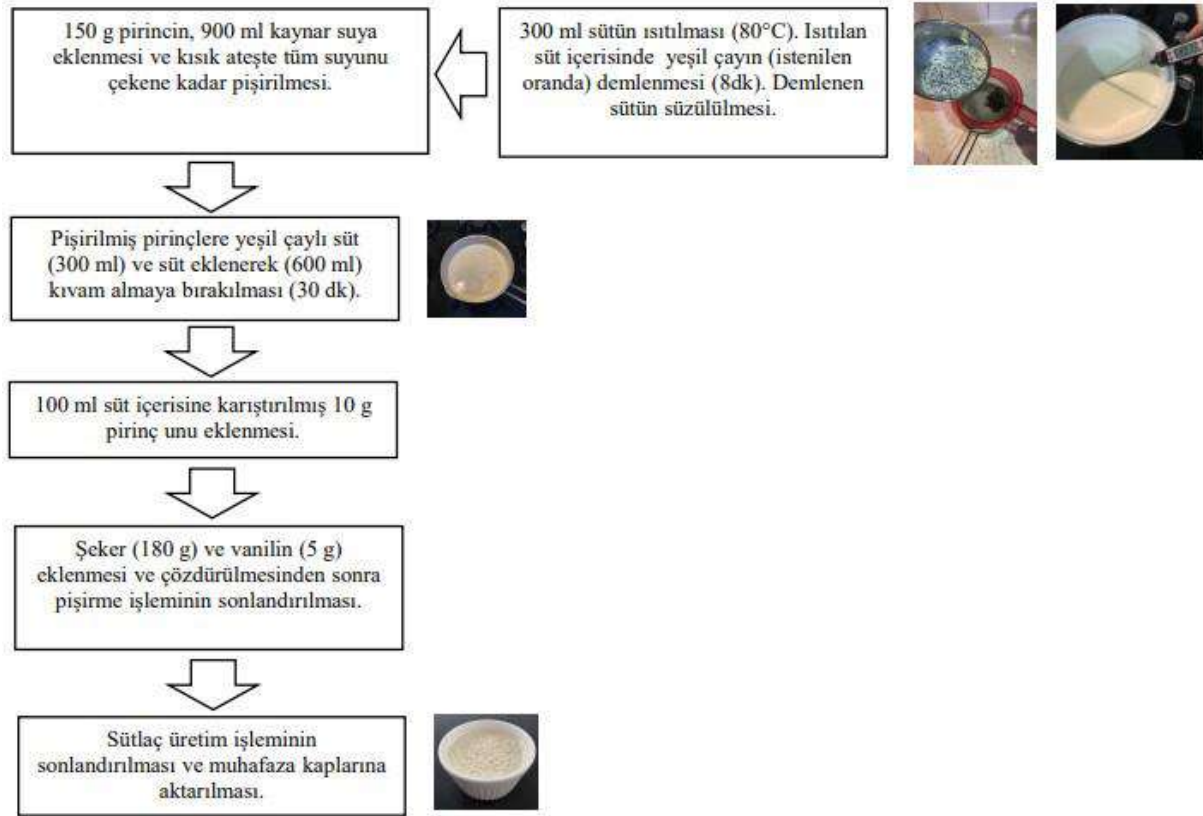 150 g pirincin, 900 ml kaynar suya
eklenmesi ve kısık ateşte tüm suyunu
çekene kadar pişirilmesi.
300 ml sütün ısıtılması (80°C). Isıtılan
süt içerisinde yeşil çayın (istenilen
oranda) demlenmesi (8dk). Demlenen
sütün süzülülmesi.
Pişirilmiş pirinçlere yeşil çaylı süt
(300 ml) ve süt eklenerek (600 ml)
kıvam almaya bırakılması (30 dk).
100 ml süt içerisine karıştırılmış 10 g
pirinç unu eklenmesi.
Şeker (180 g) ve vanilin (5 g)
eklenmesi ve çözdürülmesinden sonra
pişirme işleminin sonlandırılması.
Sütlaç üretim işleminin
sonlandırılması ve muhafaza kaplarına
aktarılması.